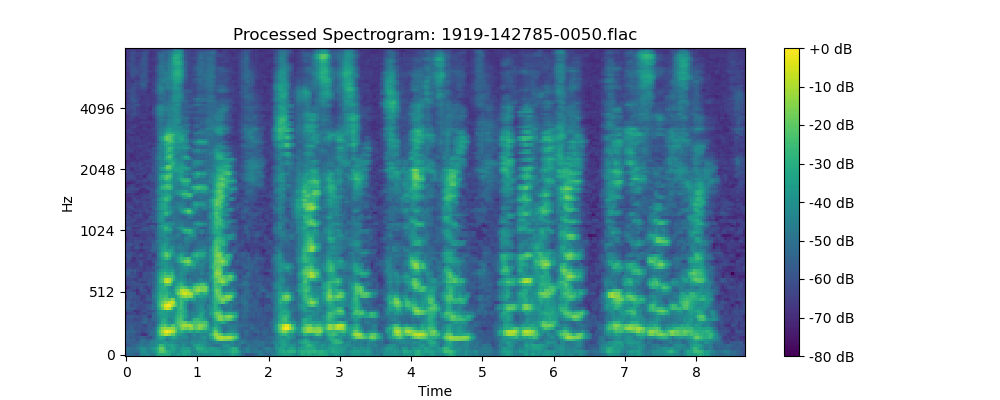 Processed Spectrogram: 1919-142785-0050.flac
Hz
4096
2048
1024
512
0
0 1 2 3 4 5 6 7 8
Time
+0 dB
-10 dB
-20 dB
-30 dB
-40 dB
-50 dB
-60 dB
-70 dB
-80 dB